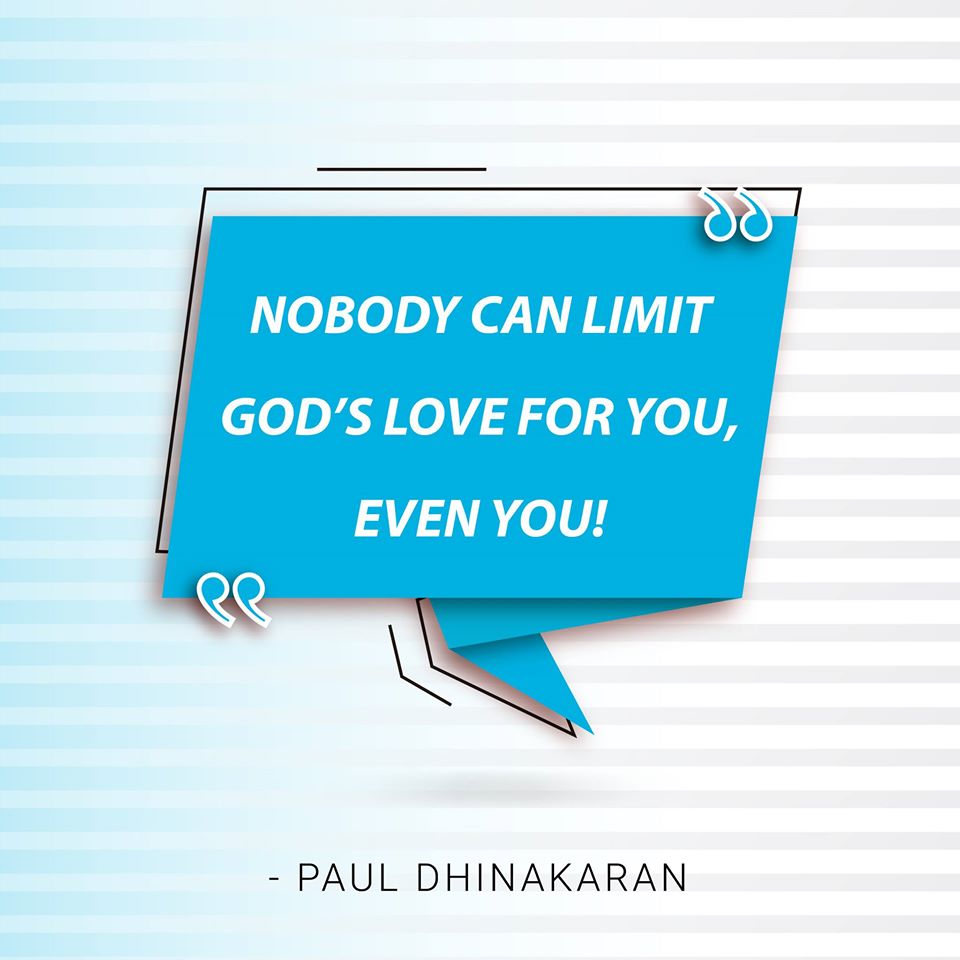 NOBODY CAN LIMIT
GOD’S LOVE FOR YOU,
EVEN YOU!
- PAUL DHINAKARAN